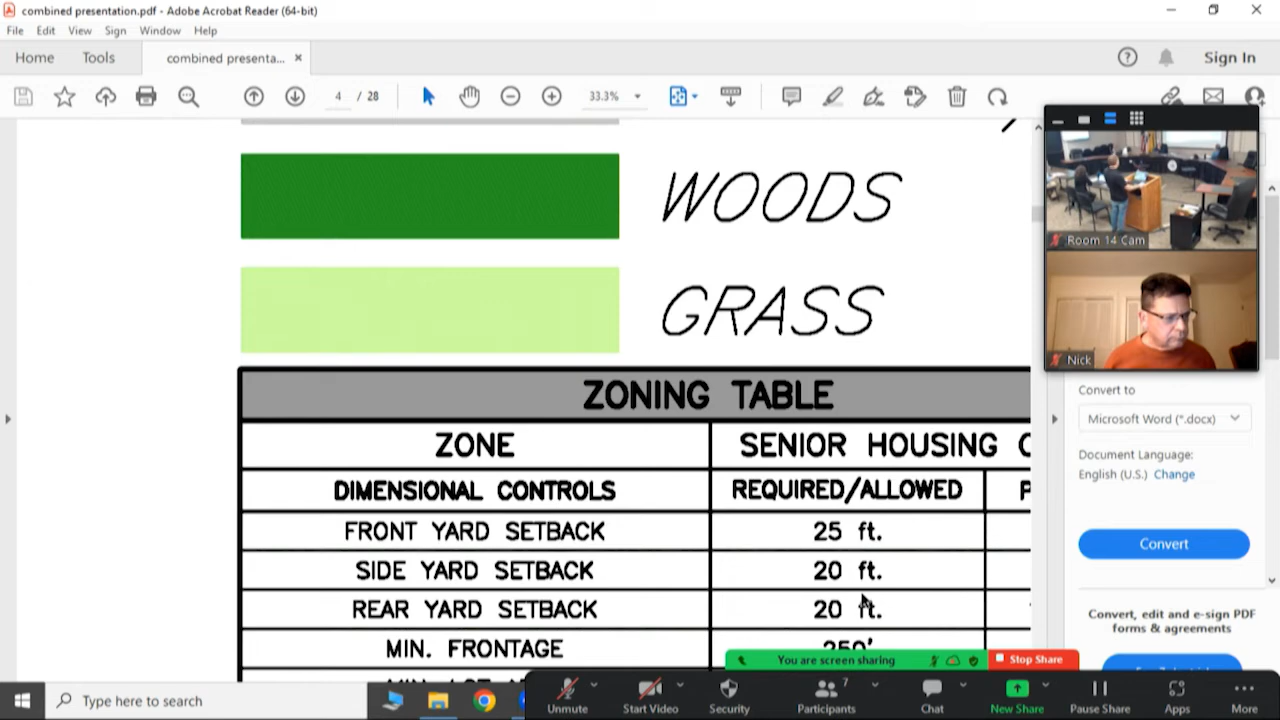 combined presentation.pdf - Adobe Acrobat Reader (64-bit)
File Edit View Sign Window Help
Home Tools combined presenta... × Sign In
4 / 28 33.3%
WOODS
GRASS
ZONING TABLE
ZONE SENIOR HOUSING
DIMENSIONAL CONTROLS REQUIRED/ALLOWED
FRONT YARD SETBACK 25 ft.
SIDE YARD SETBACK 20 ft.
REAR YARD SETBACK 20 ft.
MIN. FRONTAGE 250'
Room 14 Cam
Nick
Convert to
Microsoft Word (*.docx)
Document Language:
English (U.S.) Change
Convert
Convert, edit and e-sign PDF
forms & agreements
You are screen sharing Stop Share
Type here to search
Unmute Start Video Security Participants 7 Chat New Share Pause Share Apps More